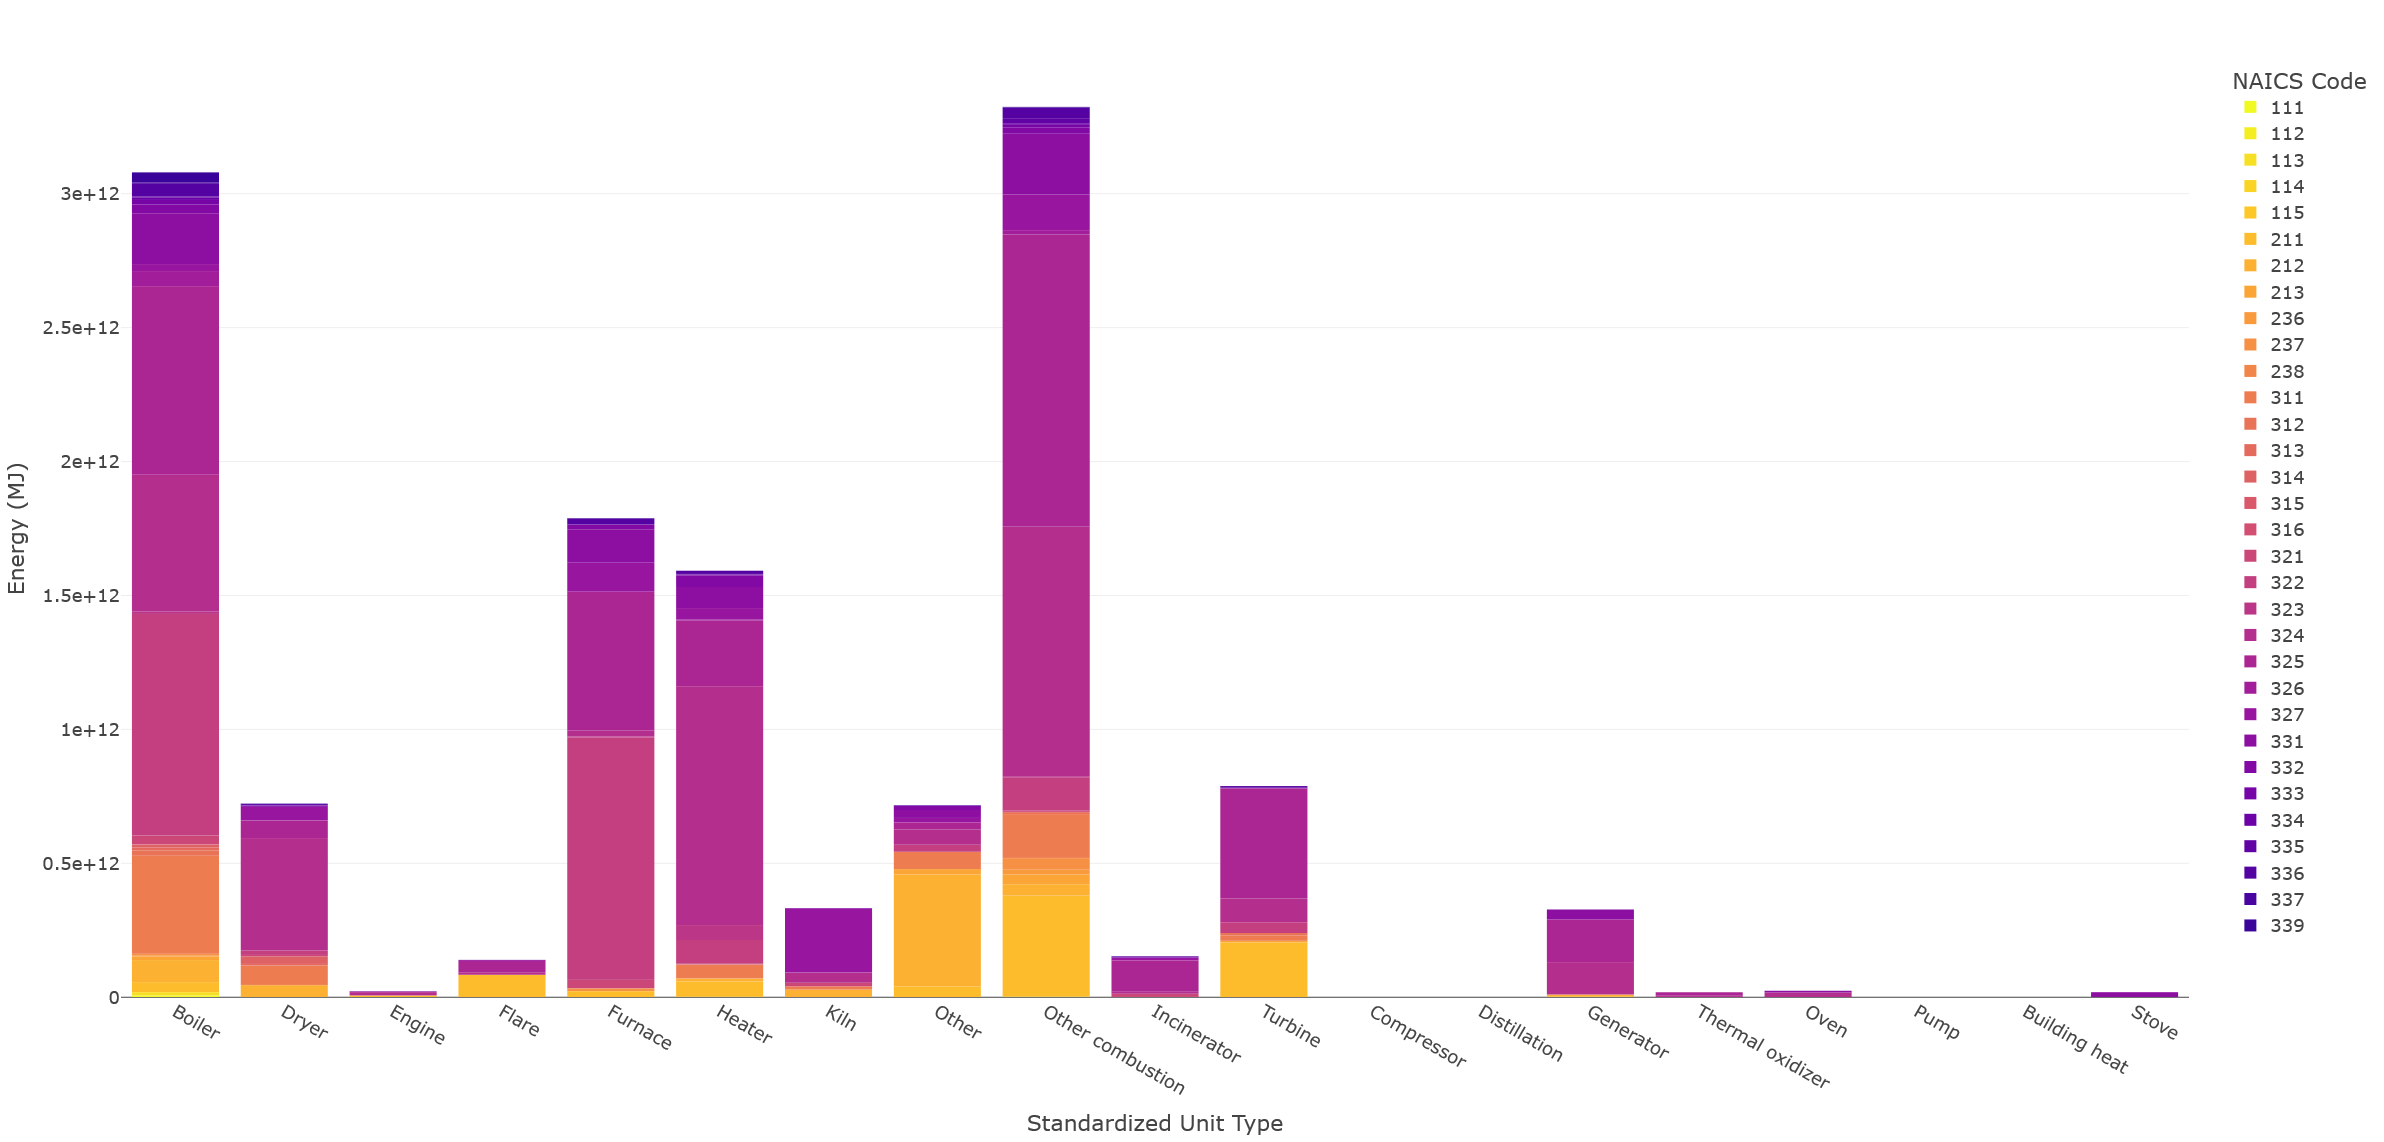 NAICS Code
111
112
113
114
115
211
212
213
236
237
238
311
312
313
314
315
316
321
322
323
324
325
326
327
331
332
333
334
335
336
337
339
3e+12
2.5e+12
2e+12
1.5e+12
1e+12
0.5e+12
0
Energy (MJ)
Boiler
Dryer
Engine
Flare
Furnace
Heater
Kiln
Other
Other combustion
Incinerator
Turbine
Compressor
Distillation
Generator
Thermal oxidizer
Oven
Pump
Building heat
Stove
Standardized Unit Type